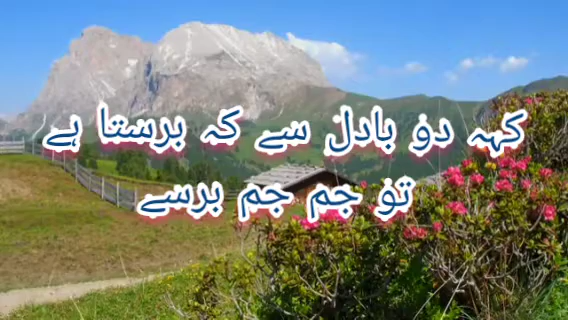 کہہ دو بادل سے کہ برستا ہے
تو جم جم برسے